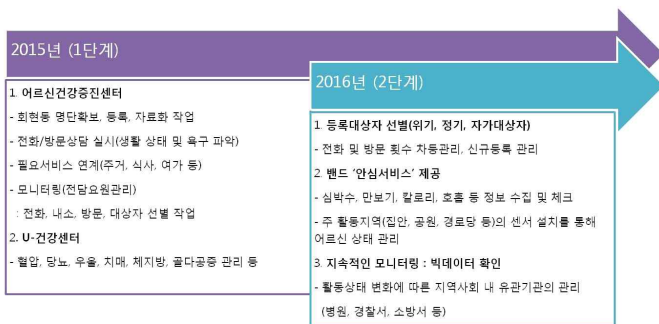 2015년 (1단계)
1. 어르신건강증진센터
- 회현동 명단확보, 등록, 자료화 작업
- 전화/방문상담 실시(생활 상태 및 욕구 파악)
- 필요서비스 연계(주거, 식사, 여가 등)
- 모니터링(전담요원관리)
: 전화, 내소, 방문, 대상자 선별 작업
2. U-건강센터
- 혈압, 당뇨, 우울, 치매, 체지방, 골다공증 관리 등
2016년 (2단계)
1. 등록대상자 선별(위기, 정기, 자가대상자)
- 전화 및 방문 횟수 차등관리, 신규등록 관리
2. 밴드 '안심서비스' 제공
- 심박수, 만보기, 칼로리, 호흡 등 정보 수집 및 체크
- 주 활동지역(집안, 공원, 경로당 등)의 센서 설치를 통해
어르신 상태 관리
3. 지속적인 모니터링 : 빅데이터 확인
- 활동상태 변화에 따른 지역사회 내 유관기관의 관리
(병원, 경찰서, 소방서 등)